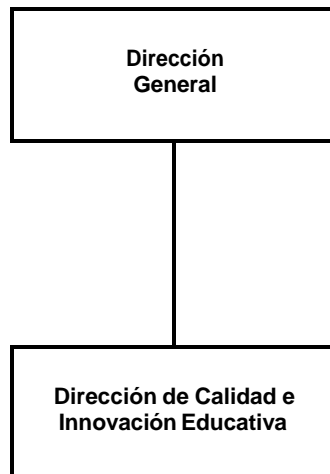 Dirección
General
Dirección de Calidad e
Innovación Educativa